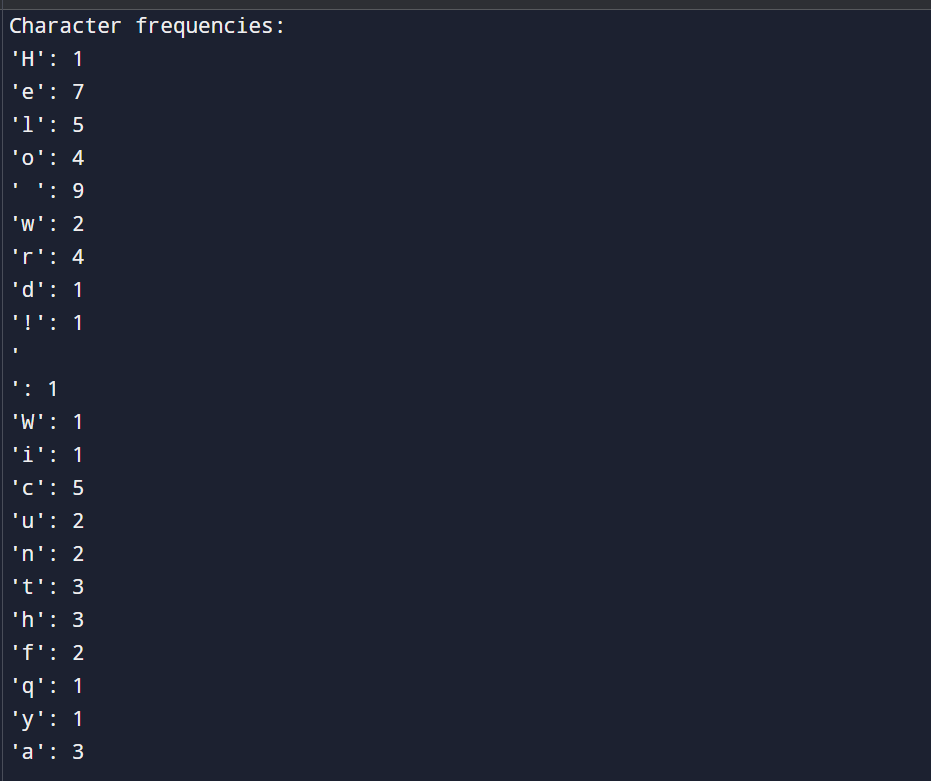 Character frequencies:
'H': 1
'e': 7
'l': 5
'o': 4
' ': 9
'w': 2
'r': 4
'd': 1
'!': 1
'
': 1
'W': 1
'i': 1
'c': 5
'u': 2
'n': 2
't': 3
'h': 3
'f': 2
'q': 1
'y': 1
'a': 3